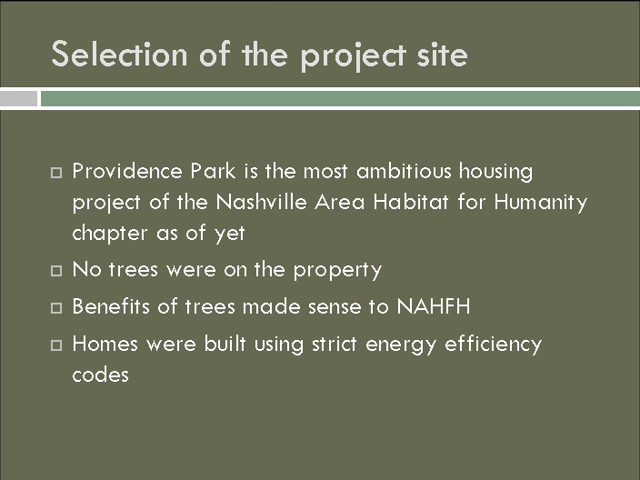 Selection of the project site
Providence Park is the most ambitious housing
project of the Nashville Area Habitat for Humanity
chapter as of yet
No trees were on the property
Benefits of trees made sense to NAHFH
Homes were built using strict energy efficiency
codes